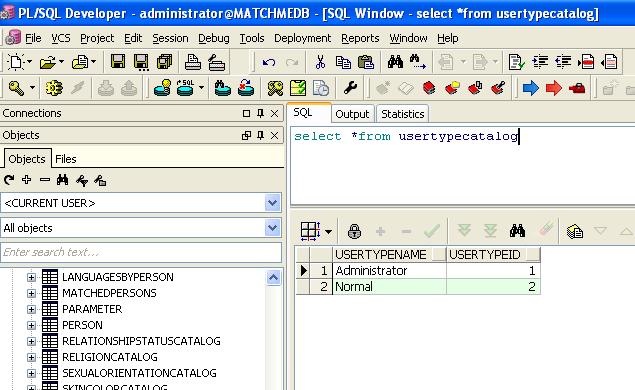 PL/SQL Developer - administrator@MATCHMEDB - [SQL Window - select *from usertypecatalog]
File VCS Project Edit Session Debug Tools Deployment Reports Window Help
SQL
Connections
Objects
Objects Files
<CURRENT USER>
All objects
Enter search text...
LANGUAGESBYPERSON
MATCHEDPERSONS
PARAMETER
PERSON
RELATIONSHIPSTATUSCATALOG
RELIGIONCATALOG
SEXUALORIENTATIONCATALOG
SKINCOLORCATALOG
SQL Output Statistics
select *from usertypecatalog
USERTYPENAME USERTYPEID
1 Administrator 1
2 Normal 2